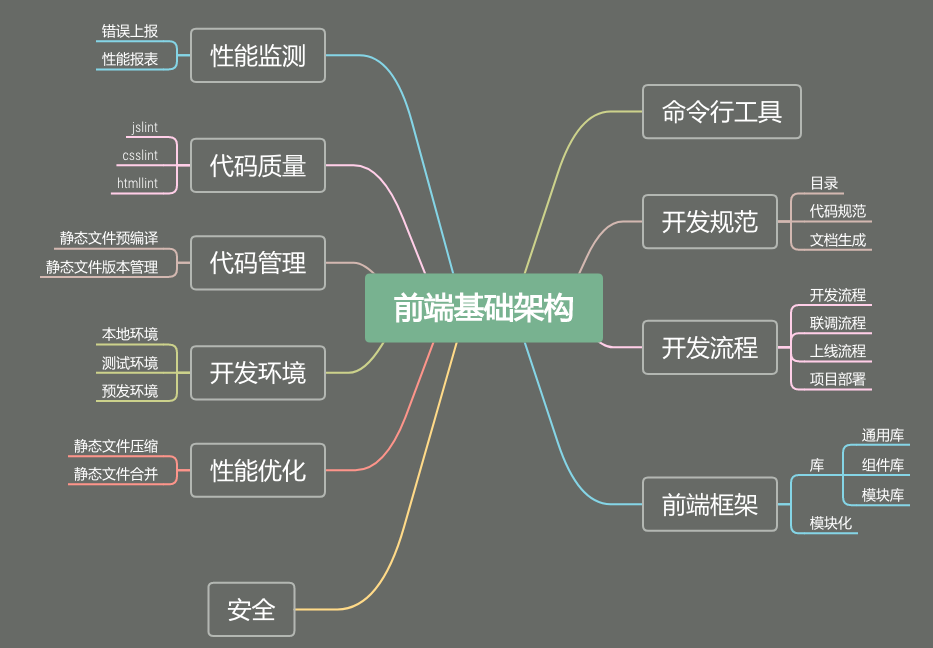 前端基础架构
命令行工具
开发规范
目录
代码规范
文档生成
开发流程
开发流程
联调流程
上线流程
项目部署
前端框架
库
通用库
组件库
模块库
模块化
性能监测
错误上报
性能报表
代码质量
jslint
csslint
htmllint
代码管理
静态文件预编译
静态文件版本管理
开发环境
本地环境
测试环境
预发环境
性能优化
静态文件压缩
静态文件合并
安全